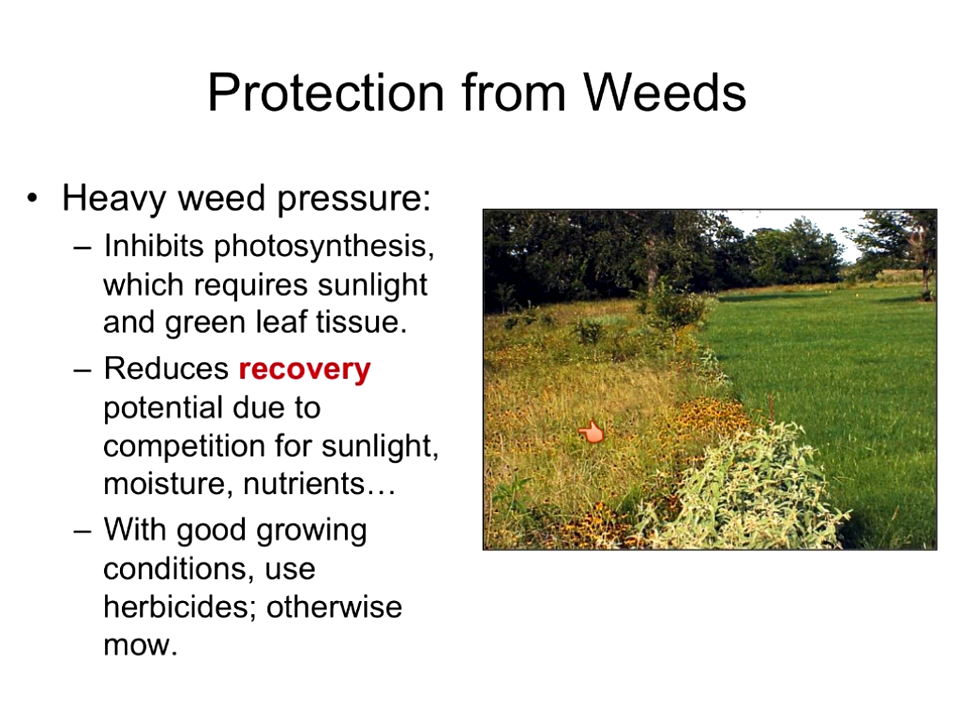 Protection from Weeds
• Heavy weed pressure:
– Inhibits photosynthesis,
which requires sunlight
and green leaf tissue.
– Reduces recovery
potential due to
competition for sunlight,
moisture, nutrients…
– With good growing
conditions, use
herbicides; otherwise
mow.